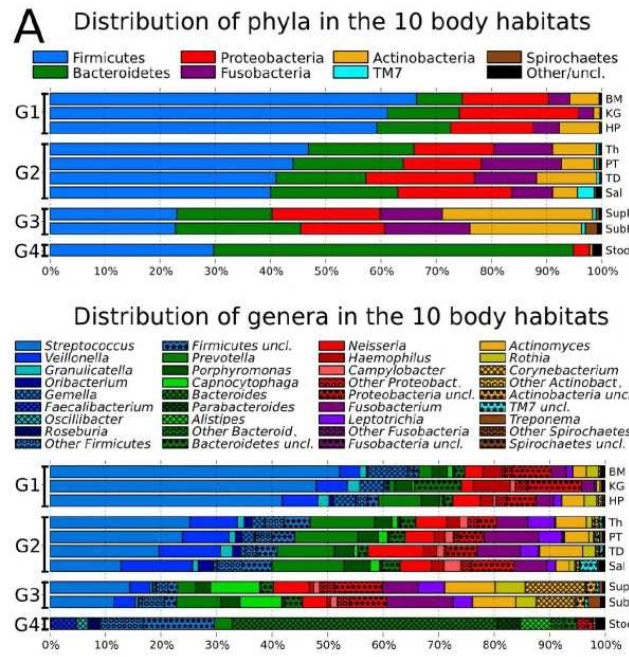 A
Distribution of phyla in the 10 body habitats
Firmicutes Proteobacteria Actinobacteria Spirochaetes
Bacteroidetes Fusobacteria TM7 Other/uncl.
G1 BM
KG
HP
G2 Th
PT
TD
Sal
G3 Sup
Sub
G4 Stoo
0% 10% 20% 30% 40% 50% 60% 70% 80% 90% 100%
Distribution of genera in the 10 body habitats
Streptococcus Firmicutes uncl. Neisseria Actinomyces
Veillonella Prevotella Haemophilus Rothia
Granulicatella Porphyromonas Campylobacter Corynebacterium
Oribacterium Capnocytophaga Other Proteobact. Other Actinobact.
Gemella Bacteroides Proteobacteria uncl. Actinobacteria uncl.
Faecalibacterium Parabacteroides Fusobacterium TM7 uncl.
Oscillibacter Alistipes Leptotrichia Treponema
Roseburia Other Bacteroid. Other Fusobacteria Other Spirochaetes
Other Firmicutes Bacteroidetes uncl. Fusobacteria uncl. Spirochaetes uncl.
G1 BM
KG
HP
G2 Th
PT
TD
Sal
G3 Sup
Sub
G4 Stoo
0% 10% 20% 30% 40% 50% 60% 70% 80% 90% 100%